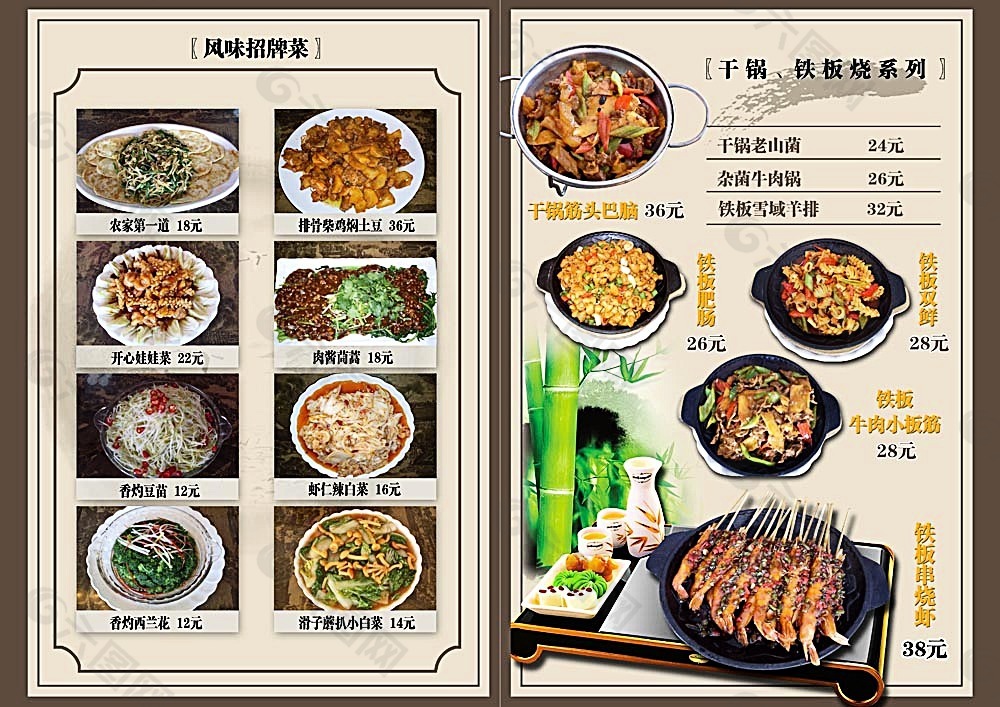 〖风味招牌菜〗
农家第一道 18元
排骨柴鸡焖土豆 36元
开心娃娃菜 22元
肉酱茼蒿 18元
香灼豆苗 12元
虾仁辣白菜 16元
香灼西兰花 12元
滑子蘑扒小白菜 14元
〖干锅、铁板烧系列〗
干锅老山菌 24元
杂菌牛肉锅 26元
铁板雪域羊排 32元
干锅筋头巴脑 36元
铁板肥肠
26元
铁板双鲜
28元
铁板
牛肉小板筋
28元
铁板串烧虾
38元